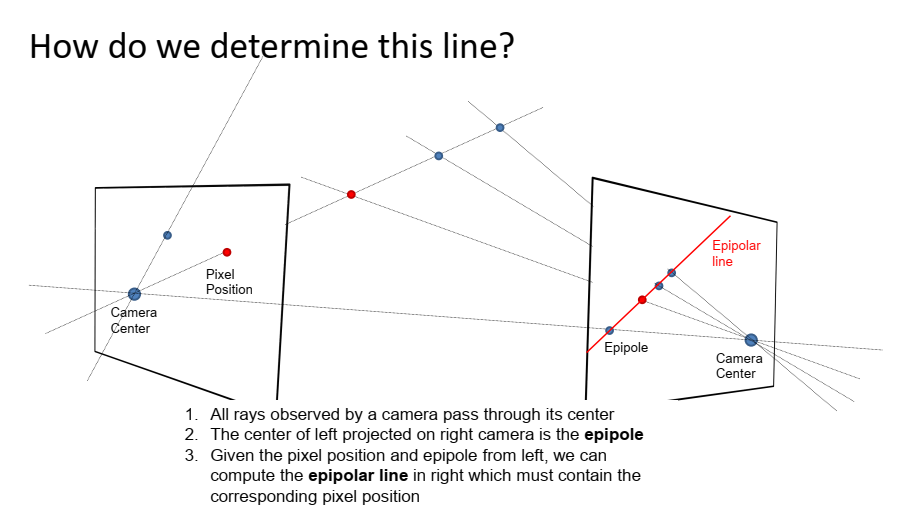 How do we determine this line?
Epipolar
line
Pixel
Position
Camera
Center
Epipole
Camera
Center
1. All rays observed by a camera pass through its center
2. The center of left projected on right camera is the epipole
3. Given the pixel position and epipole from left, we can
compute the epipolar line in right which must contain the
corresponding pixel position